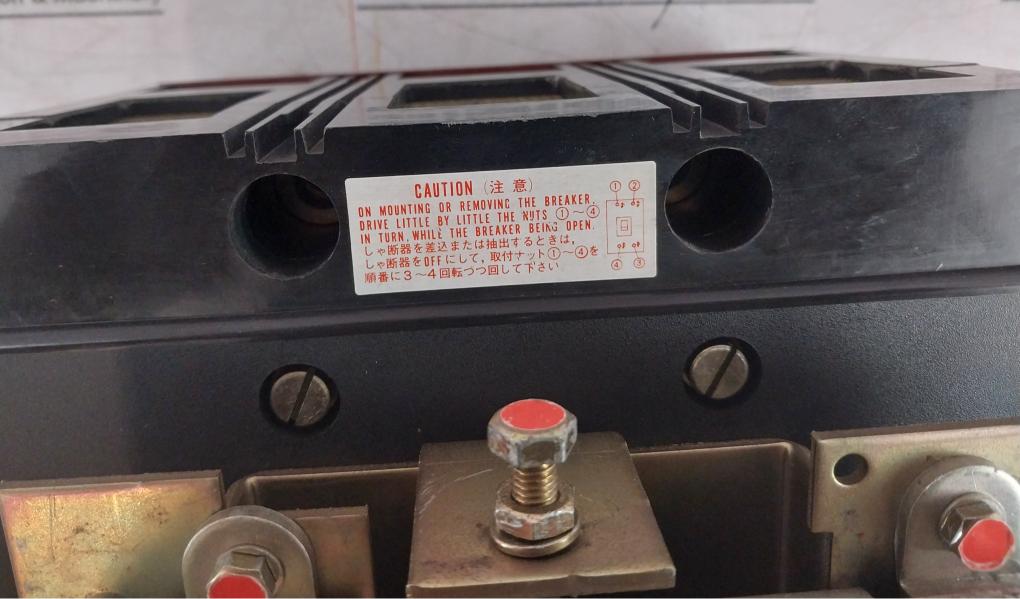 & Machinery
CAUTION (注意)
ON MOUNTING OR REMOVING THE BREAKER,
DRIVE LITTLE BY LITTLE THE NUTS ①～④
IN TURN, WHILE THE BREAKER BEING OPEN.
しゃ断器を差込または抽出するときは,
しゃ断器をOFFにして, 取付ナット①～④を
順番に3～4回転づつ回して下さい
① ②
④ ③